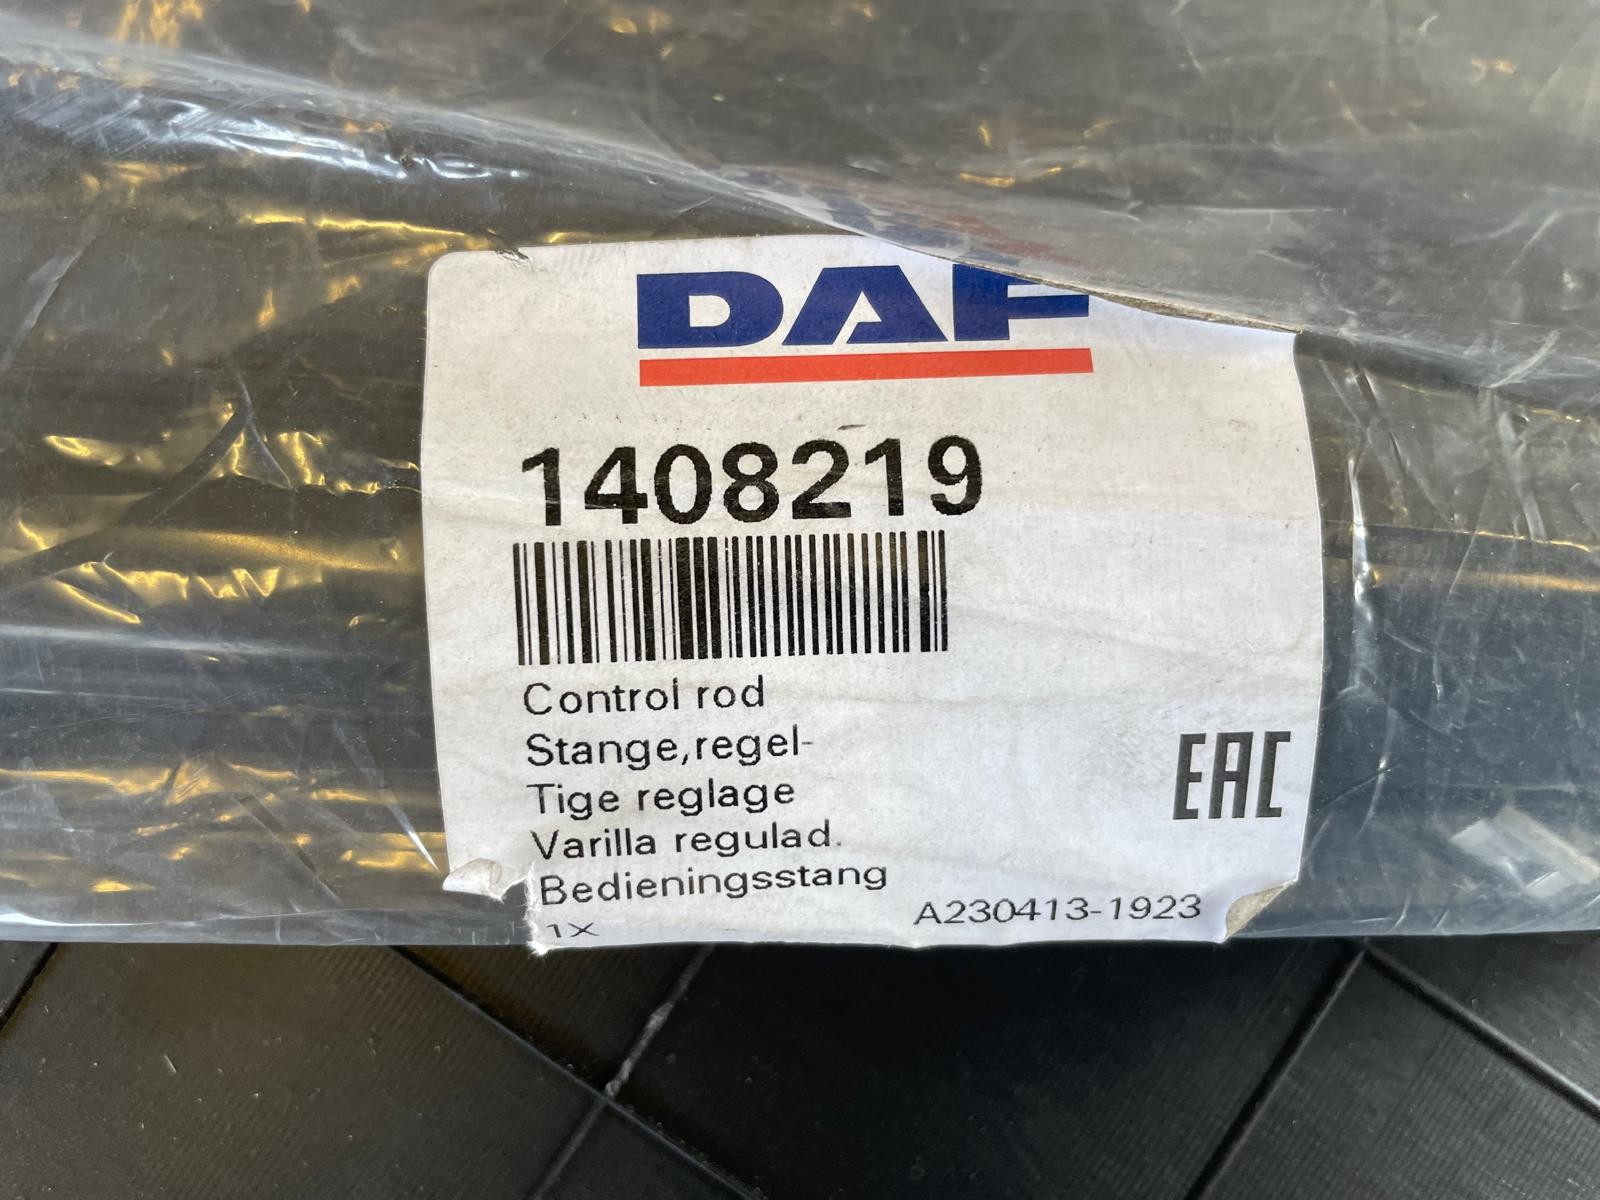 DAF
1408219
Control rod
Stange,regel-
Tige reglage
Varilla regulad.
EAC
Bedieningsstang
1X
A230413-1923